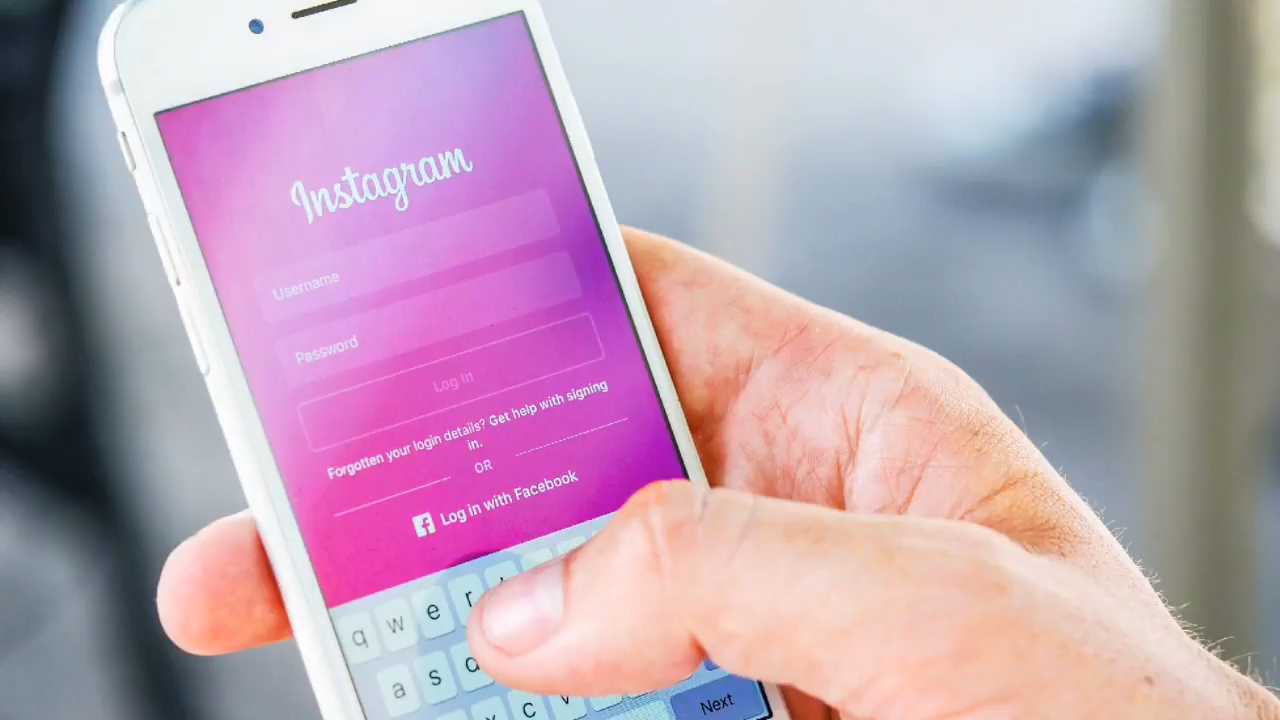 Instagram
Username
Password
Log In
Forgotten your login details? Get help with signing
in.
OR
Log in with Facebook
q w e r
a s d
x c v
Next